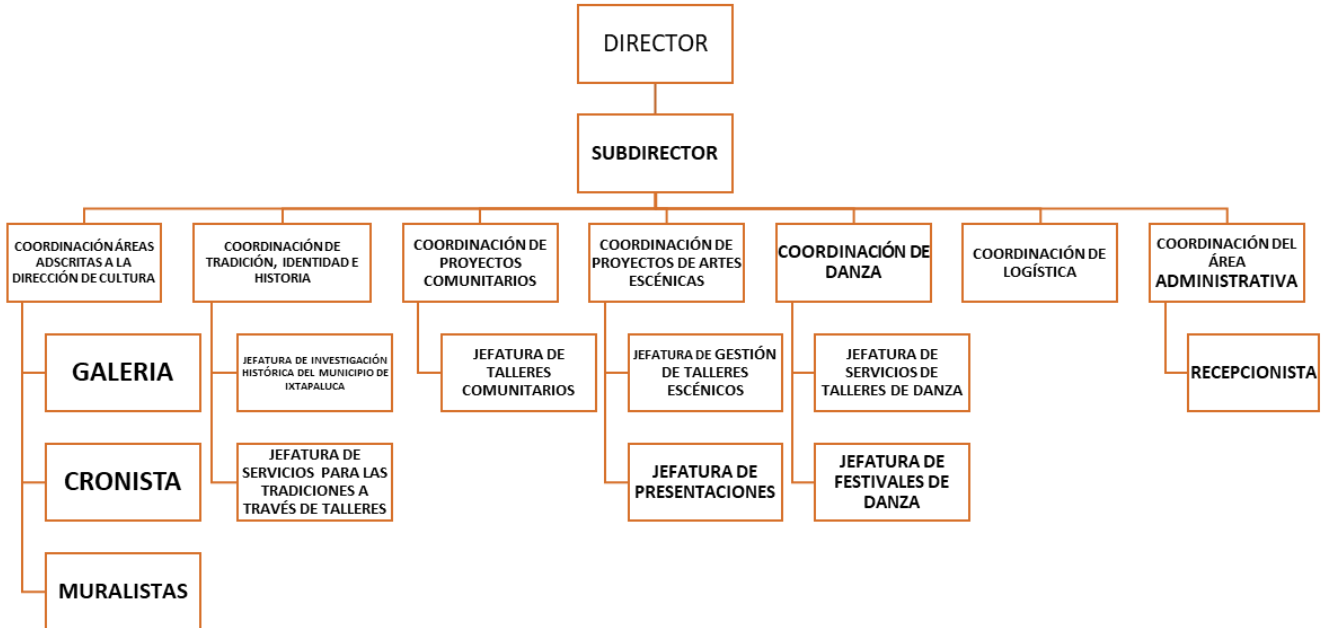 DIRECTOR
SUBDIRECTOR
COORDINACIÓN ÁREAS
ADSCRITAS A LA
DIRECCIÓN DE CULTURA
COORDINACIÓN DE
TRADICIÓN, IDENTIDAD E
HISTORIA
COORDINACIÓN DE
PROYECTOS
COMUNITARIOS
COORDINACIÓN DE
PROYECTOS DE ARTES
ESCÉNICAS
COORDINACIÓN DE
DANZA
COORDINACIÓN DE
LOGÍSTICA
COORDINACIÓN DEL
ÁREA
ADMINISTRATIVA
GALERIA
CRONISTA
MURALISTAS
JEFATURA DE INVESTIGACIÓN
HISTÓRICA DEL MUNICIPIO DE
IXTAPALUCA
JEFATURA DE
SERVICIOS PARA LAS
TRADICIONES A
TRAVÉS DE TALLERES
JEFATURA DE
TALLERES
COMUNITARIOS
JEFATURA DE GESTIÓN
DE TALLERES
ESCÉNICOS
JEFATURA DE
PRESENTACIONES
JEFATURA DE
SERVICIOS DE
TALLERES DE DANZA
JEFATURA DE
FESTIVALES DE
DANZA
RECEPCIONISTA